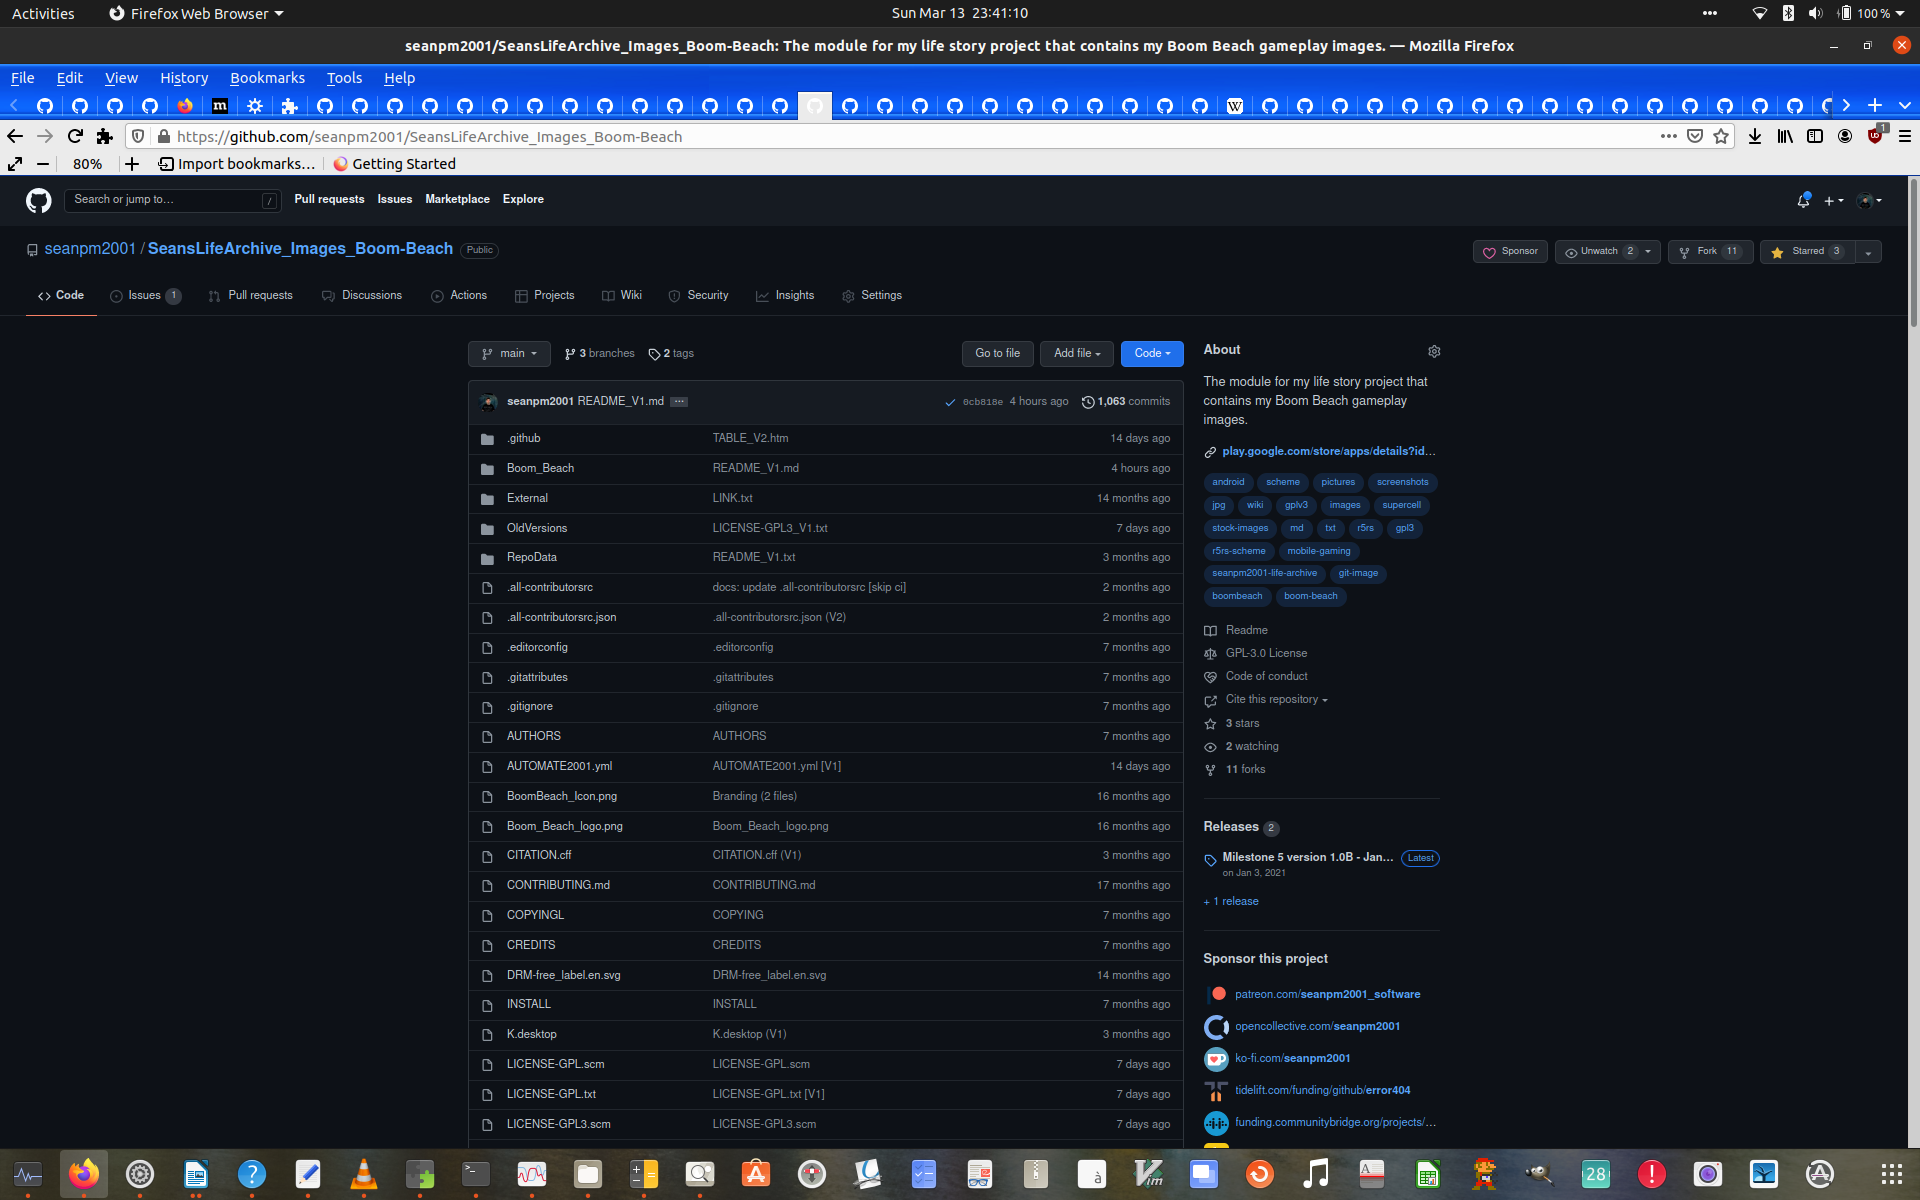 Activities Firefox Web Browser Sun Mar 13 23:41:10 100 %
seanpm2001/SeansLifeArchive_Images_Boom-Beach: The module for my life story project that contains my Boom Beach gameplay images. — Mozilla Firefox
File Edit View History Bookmarks Tools Help
https://github.com/seanpm2001/SeansLifeArchive_Images_Boom-Beach 1
80% Import bookmarks... Getting Started
Search or jump to... / Pull requests Issues Marketplace Explore
seanpm2001 / SeansLifeArchive_Images_Boom-Beach Public Sponsor Unwatch 2 Fork 11 Starred 3
Code Issues 1 Pull requests Discussions Actions Projects Wiki Security Insights Settings
main 3 branches 2 tags Go to file Add file Code
seanpm2001 README_V1.md 0cb818e 4 hours ago 1,063 commits
.github TABLE_V2.htm 14 days ago
Boom_Beach README_V1.md 4 hours ago
External LINK.txt 14 months ago
OldVersions LICENSE-GPL3_V1.txt 7 days ago
RepoData README_V1.txt 3 months ago
.all-contributorsrc docs: update .all-contributorsrc [skip ci] 2 months ago
.all-contributorsrc.json .all-contributorsrc.json (V2) 2 months ago
.editorconfig .editorconfig 7 months ago
.gitattributes .gitattributes 7 months ago
.gitignore .gitignore 7 months ago
AUTHORS AUTHORS 7 months ago
AUTOMATE2001.yml AUTOMATE2001.yml [V1] 14 days ago
BoomBeach_Icon.png Branding (2 files) 16 months ago
Boom_Beach_logo.png Boom_Beach_logo.png 16 months ago
CITATION.cff CITATION.cff (V1) 3 months ago
CONTRIBUTING.md CONTRIBUTING.md 17 months ago
COPYINGL COPYING 7 months ago
CREDITS CREDITS 7 months ago
DRM-free_label.en.svg DRM-free_label.en.svg 14 months ago
INSTALL INSTALL 7 months ago
K.desktop K.desktop (V1) 3 months ago
LICENSE-GPL.scm LICENSE-GPL.scm 7 days ago
LICENSE-GPL.txt LICENSE-GPL.txt [V1] 7 days ago
LICENSE-GPL3.scm LICENSE-GPL3.scm 7 days ago
About
The module for my life story project that
contains my Boom Beach gameplay
images.
play.google.com/store/apps/details?id...
android scheme pictures screenshots
jpg wiki gplv3 images supercell
stock-images md txt r5rs gpl3
r5rs-scheme mobile-gaming
seanpm2001-life-archive git-image
boombeach boom-beach
Readme
GPL-3.0 License
Code of conduct
Cite this repository
3 stars
2 watching
11 forks
Releases 2
Milestone 5 version 1.0B - Jan... Latest
on Jan 3, 2021
+ 1 release
Sponsor this project
patreon.com/seanpm2001_software
opencollective.com/seanpm2001
ko-fi.com/seanpm2001
tidelift.com/funding/github/error404
funding.communitybridge.org/projects/...
28